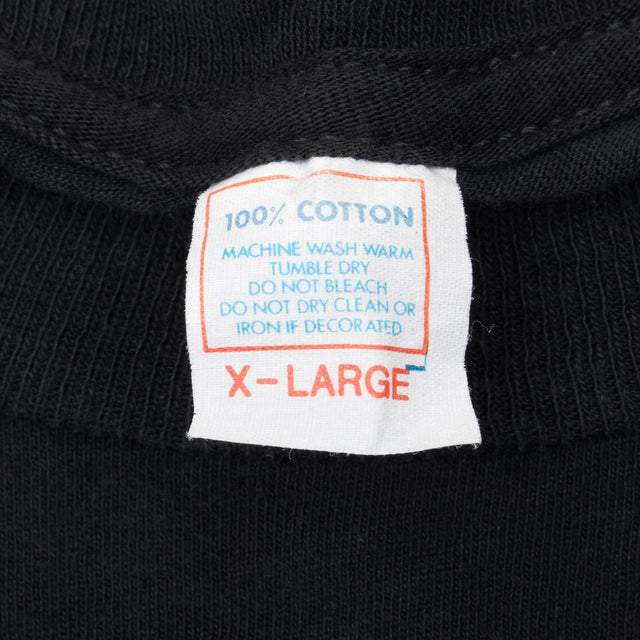 100% COTTON
MACHINE WASH WARM
TUMBLE DRY
DO NOT BLEACH
DO NOT DRY CLEAN OR
IRON IF DECORATED
X-LARGE